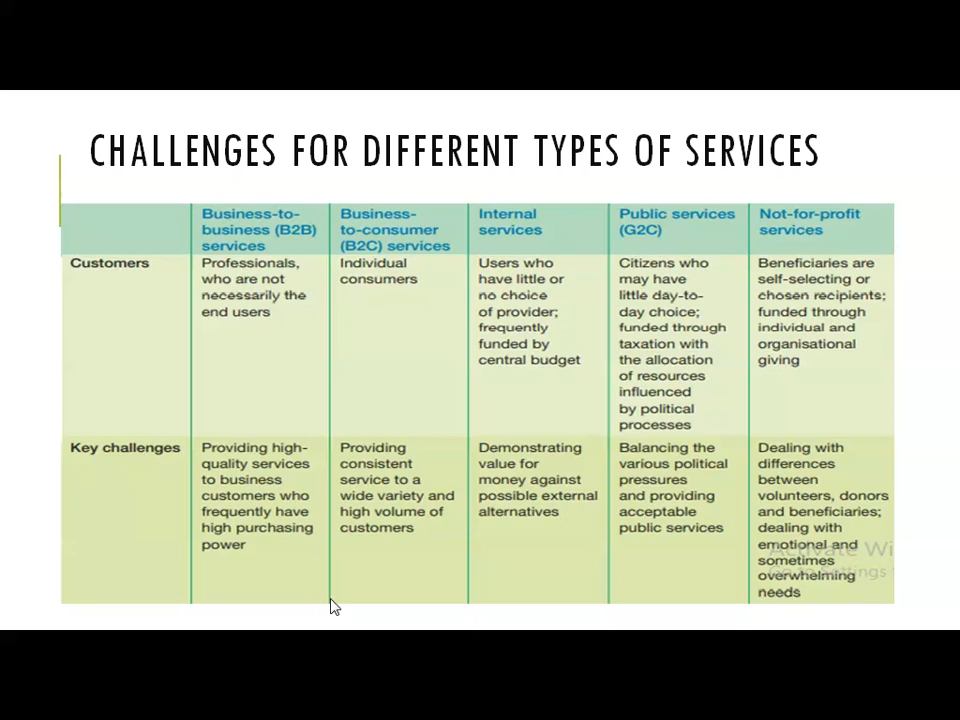 CHALLENGES FOR DIFFERENT TYPES OF SERVICES
Business-to-
business (B2B)
services
Business-
to-consumer
(B2C) services
Internal
services
Public services
(G2C)
Not-for-profit
services
Customers
Professionals,
who are not
necessarily the
end users
Individual
consumers
Users who
have little or
no choice
of provider;
frequently
funded by
central budget
Citizens who
may have
little day-to-
day choice;
funded through
taxation with
the allocation
of resources
influenced
by political
processes
Beneficiaries are
self-selecting or
chosen recipients;
funded through
individual and
organisational
giving
Key challenges
Providing high-
quality services
to business
customers who
frequently have
high purchasing
power
Providing
consistent
service to a
wide variety and
high volume of
customers
Demonstrating
value for
money against
possible external
alternatives
Balancing the
various political
pressures
and providing
acceptable
public services
Dealing with
differences
between
volunteers, donors
and beneficiaries;
dealing with
emotional and
sometimes
overwhelming
needs
Activate Wi
Go to Settings